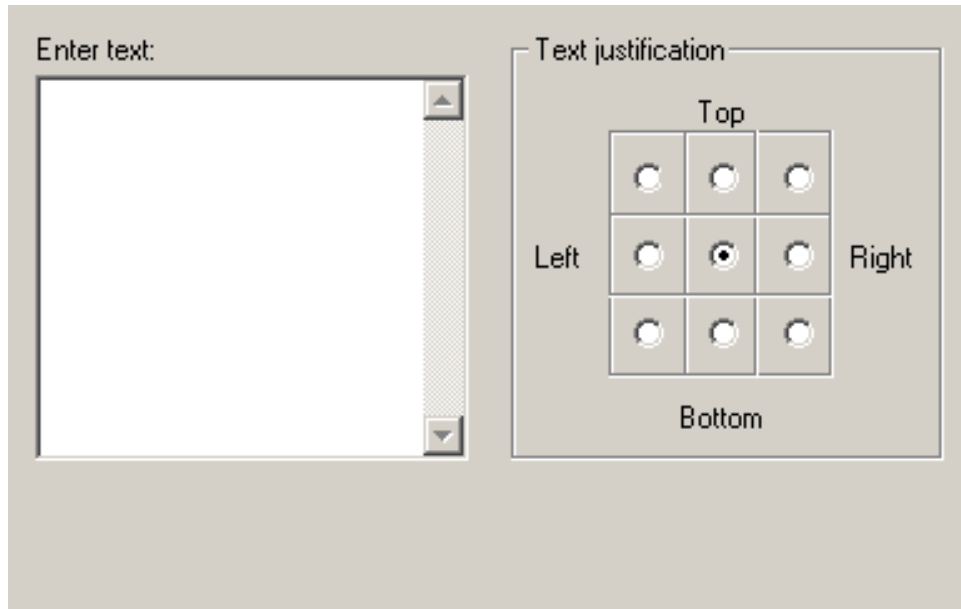 Enter text:
Text justification
Top
Left
Right
Bottom